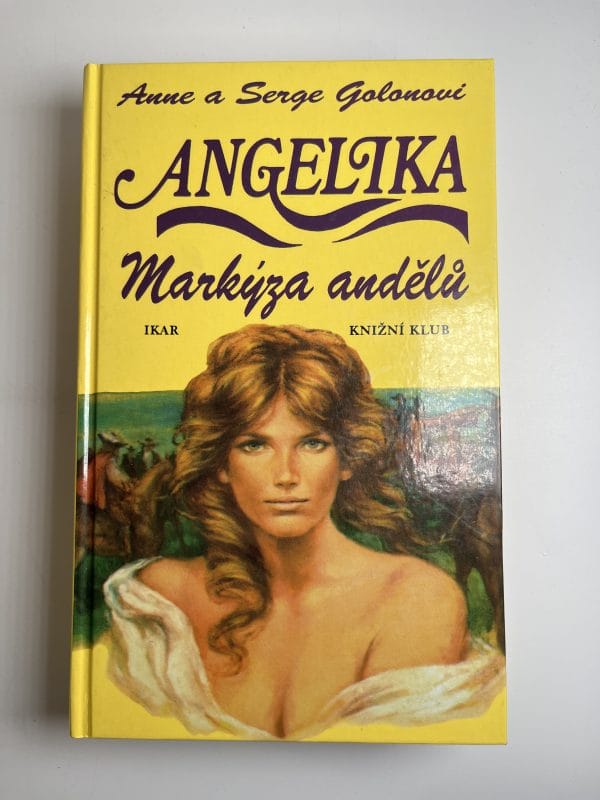 Anne a Serge Golonovi
ANGELIKA
Markýza andělů
IKAR KNIŽNÍ KLUB